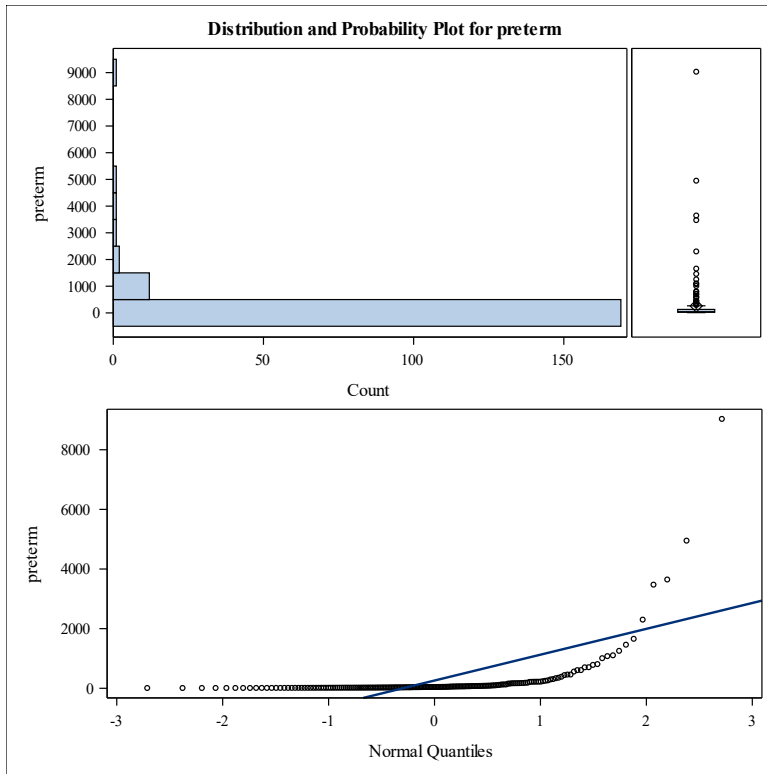 Distribution and Probability Plot for preterm
9000
8000
7000
6000
5000
4000
3000
2000
1000
0
preterm
0 50 100 150
Count
8000
6000
4000
2000
0
preterm
-3 -2 -1 0 1 2 3
Normal Quantiles